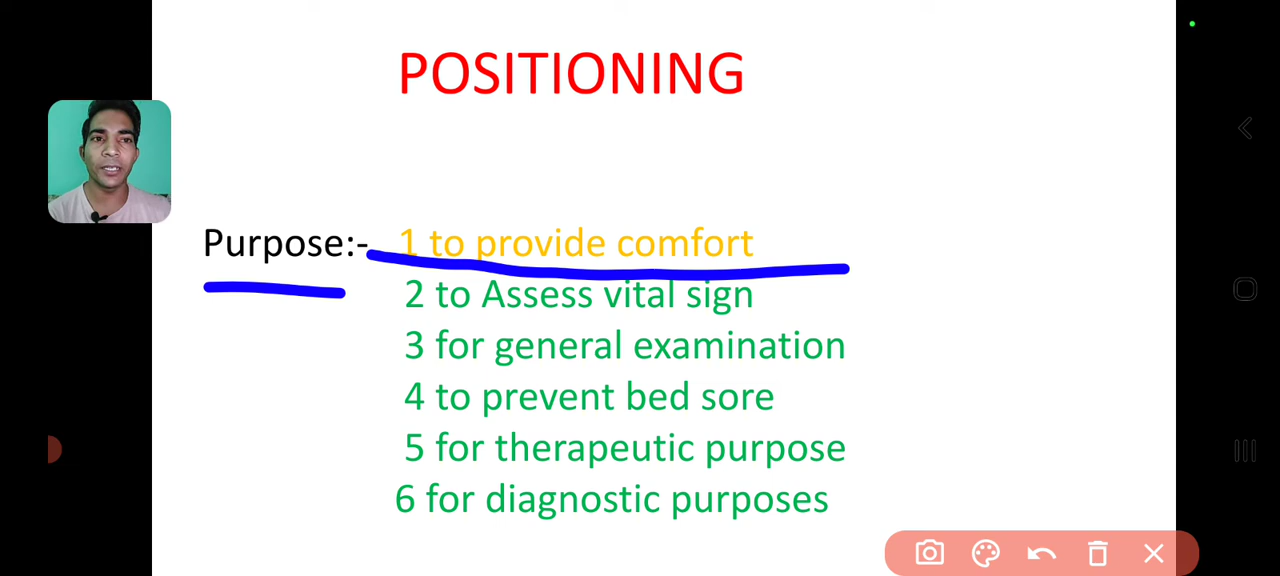 POSITIONING
Purpose:- 1 to provide comfort
2 to Assess vital sign
3 for general examination
4 to prevent bed sore
5 for therapeutic purpose
6 for diagnostic purposes